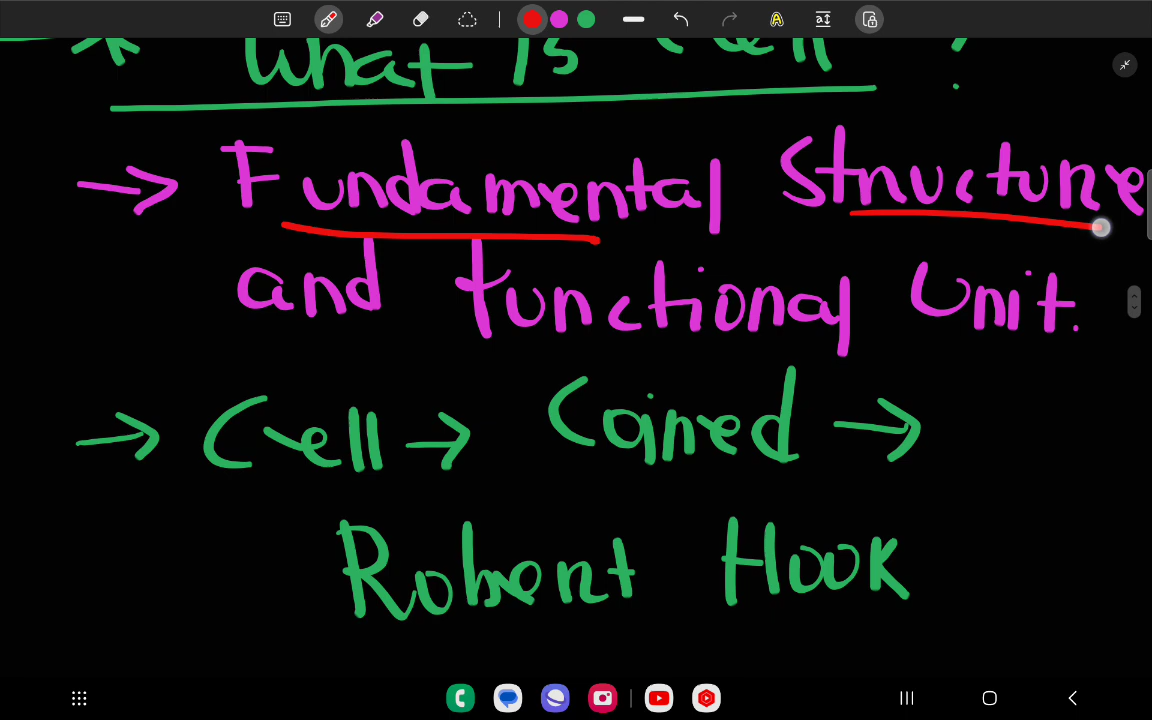 What is Cell ?
→ Fundamental Structure
and functional Unit.
→ Cell → Coined →
Robert Hook